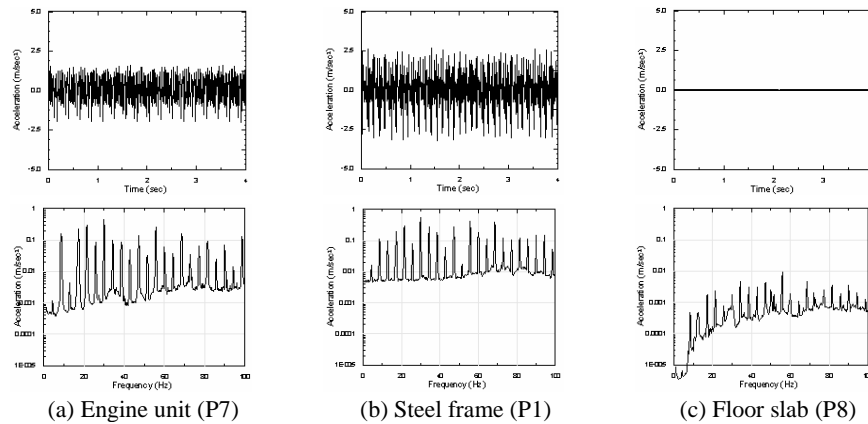 5.0
2.5
0.0
-2.5
-5.0
Acceleration (m/sec²)
0 1 2 3 4
Time (sec)
5.0
2.5
0.0
-2.5
-5.0
Acceleration (m/sec²)
0 1 2 3 4
Time (sec)
5.0
2.5
0.0
-2.5
-5.0
Acceleration (m/sec²)
0 1 2 3
Time (sec)
1
0.1
0.01
0.001
0.0001
1E-005
Acceleration (m/sec²)
0 20 40 60 80 100
Frequency (Hz)
1
0.1
0.01
0.001
0.0001
1E-005
Acceleration (m/sec²)
0 20 40 60 80 100
Frequency (Hz)
1
0.1
0.01
0.001
0.0001
1E-005
Acceleration (m/sec²)
0 20 40 60 80 100
Frequency (Hz)
(a) Engine unit (P7)
(b) Steel frame (P1)
(c) Floor slab (P8)